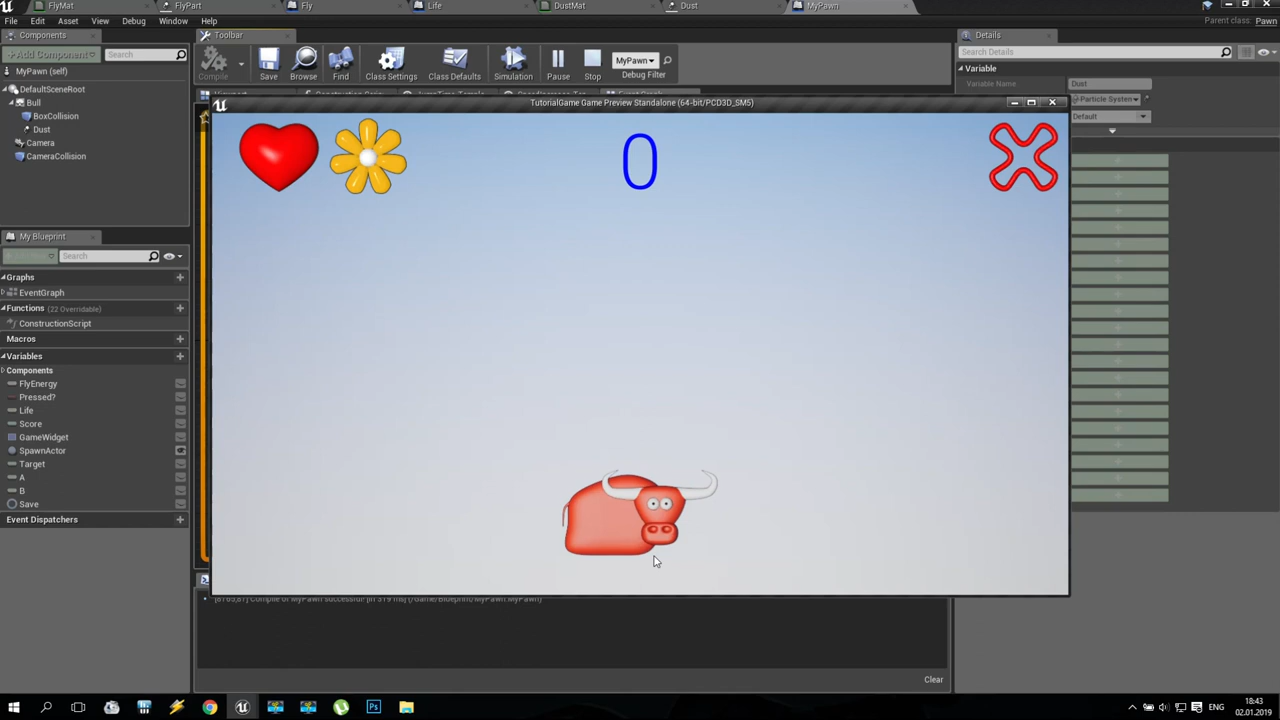 FlyMat
FlyPart
Fly
Life
DustMat
Dust
MyPawn
File Edit Asset View Debug Window Help
Parent class: Pawn
Components
Toolbar
Details
+Add Component
Search
Search Details
MyPawn (self)
Compile Save Browse Find Class Settings Class Defaults Simulation Pause Stop
MyPawn
Debug Filter
Variable
Variable Name Dust
DefaultSceneRoot
Particle System
Bull
TutorialGame Game Preview Standalone (64-bit/PCD3D_SM5)
BoxCollision
Default
Dust
Camera
CameraCollision
0
My Blueprint
Search
Graphs
EventGraph
Functions (22 Overridable)
ConstructionScript
Macros
Variables
Components
FlyEnergy
Pressed?
Life
Score
GameWidget
SpawnActor
Target
A
B
Save
Event Dispatchers
Clear
ENG
18:43
02.01.2019